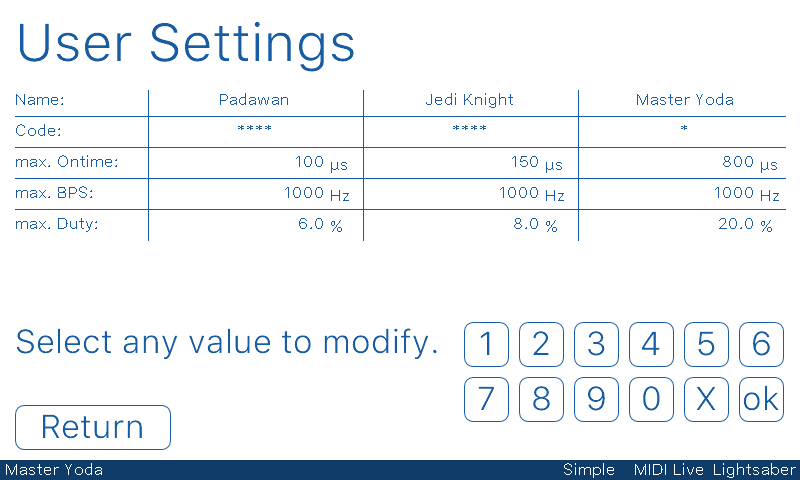 User Settings
Name: Padawan Jedi Knight Master Yoda
Code: **** **** *
max. Ontime: 100 µs 150 µs 800 µs
max. BPS: 1000 Hz 1000 Hz 1000 Hz
max. Duty: 6.0 % 8.0 % 20.0 %
Select any value to modify.
1 2 3 4 5 6
7 8 9 0 X ok
Return
Master Yoda Simple MIDI Live Lightsaber